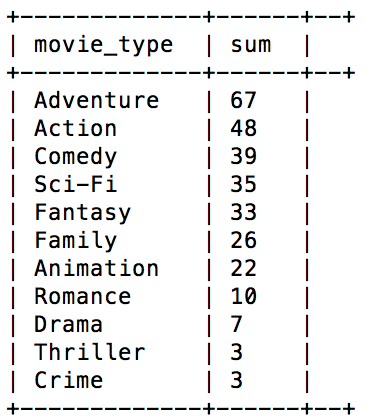 +-------------+------+--+
| movie_type  | sum  |
+-------------+------+--+
| Adventure   | 67   |
| Action      | 48   |
| Comedy      | 39   |
| Sci-Fi      | 35   |
| Fantasy     | 33   |
| Family      | 26   |
| Animation   | 22   |
| Romance     | 10   |
| Drama       | 7    |
| Thriller    | 3    |
| Crime       | 3    |
+-------------+------+--+